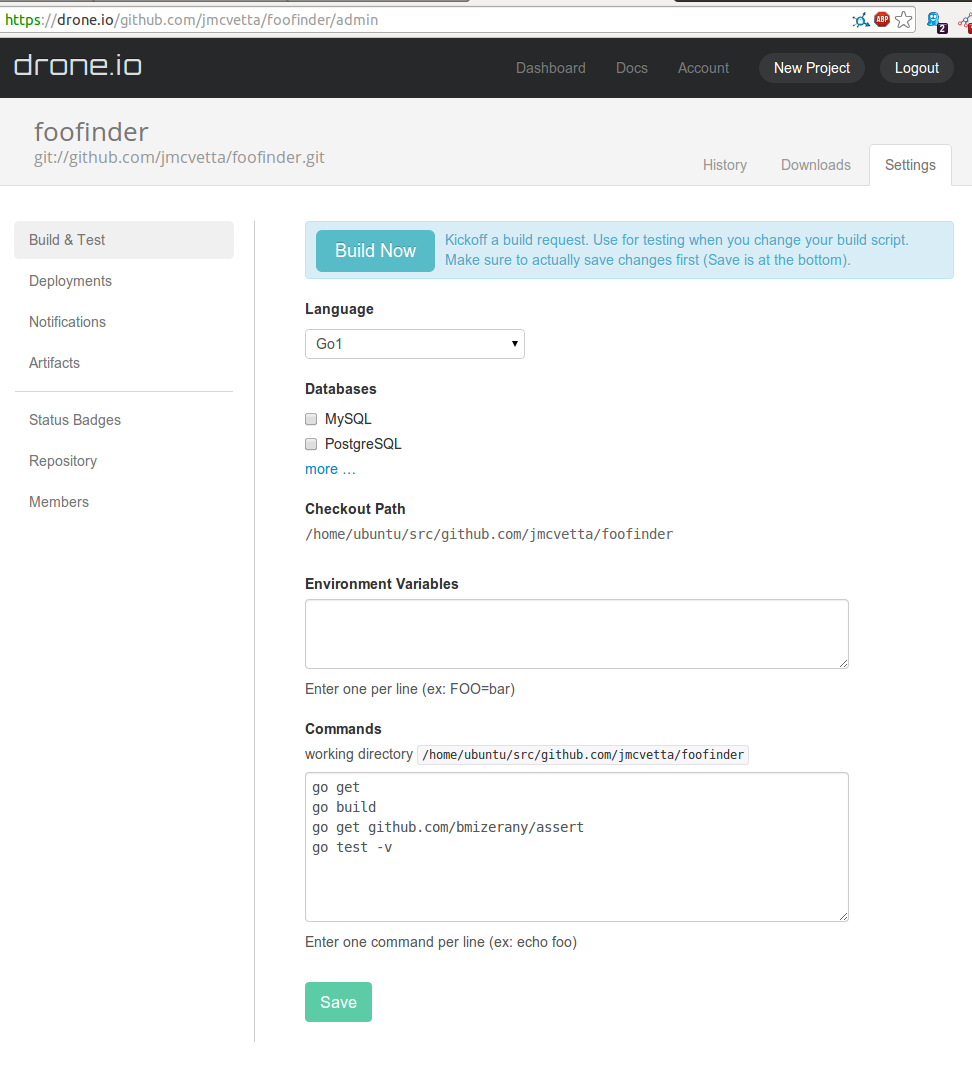 https://drone.io/github.com/jmcvetta/foofinder/admin
ABP
2
drone.io
Dashboard
Docs
Account
New Project
Logout
foofinder
git://github.com/jmcvetta/foofinder.git
History
Downloads
Settings
Build & Test
Deployments
Notifications
Artifacts
Status Badges
Repository
Members
Build Now
Kickoff a build request. Use for testing when you change your build script.
Make sure to actually save changes first (Save is at the bottom).
Language
Go1
Databases
MySQL
PostgreSQL
more …
Checkout Path
/home/ubuntu/src/github.com/jmcvetta/foofinder
Environment Variables
Enter one per line (ex: FOO=bar)
Commands
working directory /home/ubuntu/src/github.com/jmcvetta/foofinder
go get
go build
go get github.com/bmizerany/assert
go test -v
Enter one command per line (ex: echo foo)
Save